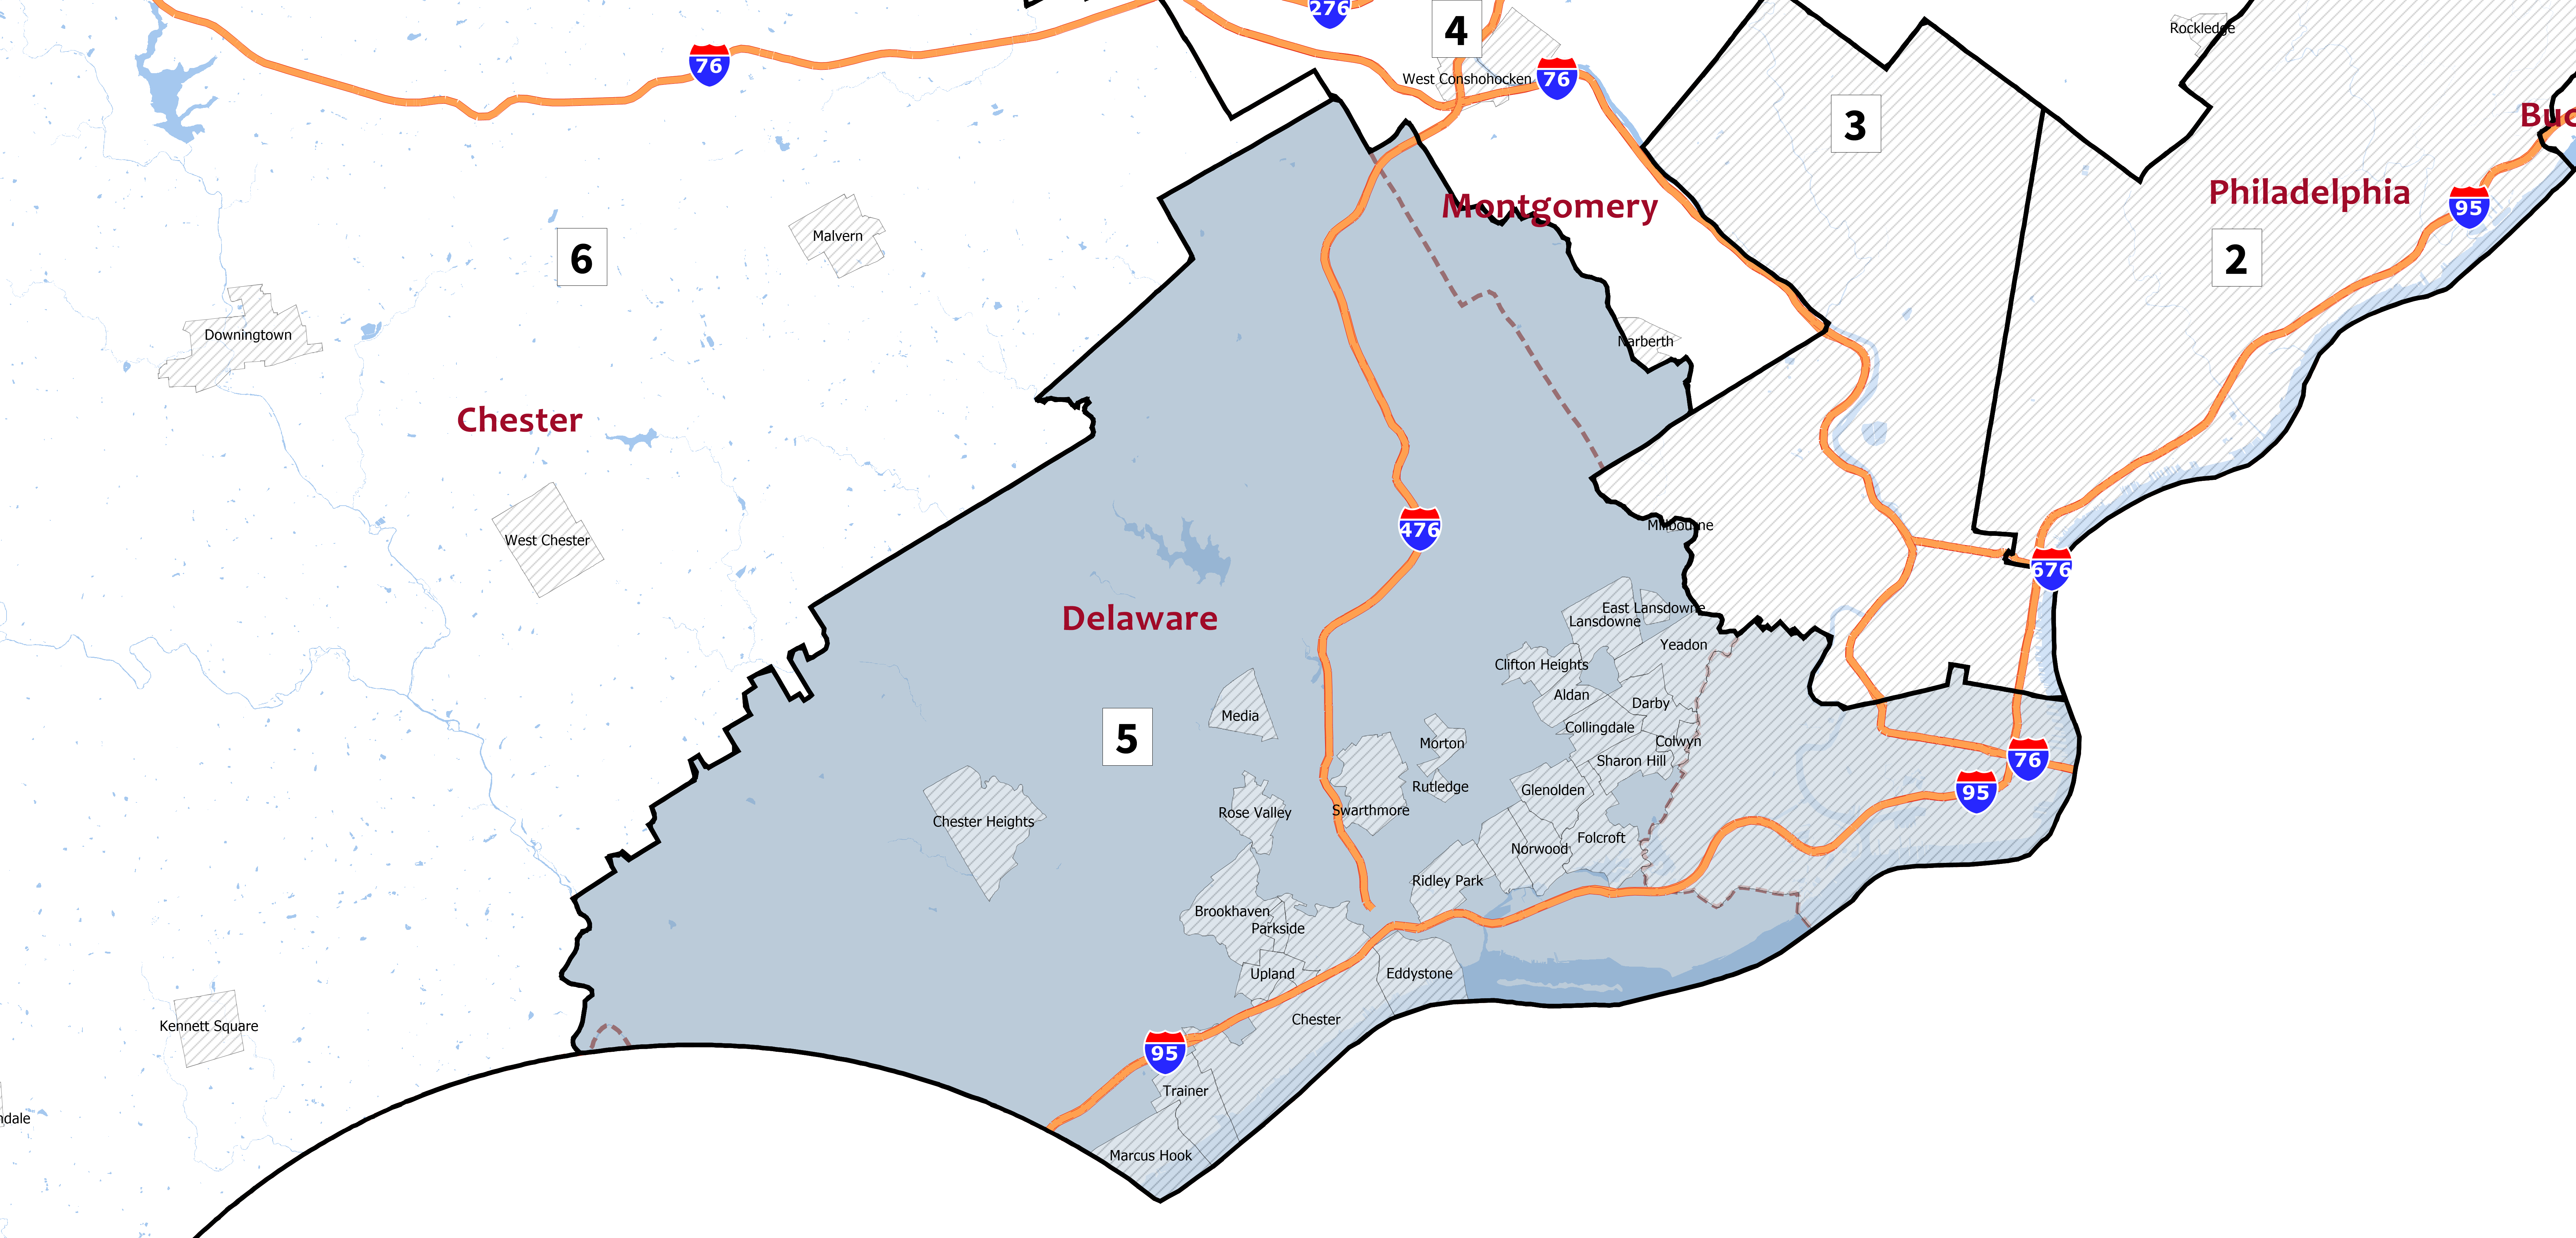 276
4
Rockledge
76
West Conshohocken
76
3
Buc
Philadelphia
95
Montgomery
Malvern
6
2
Downingtown
Narberth
Chester
Milbourne
476
West Chester
676
Delaware
East Lansdowne
Lansdowne
Yeadon
Clifton Heights
Aldan
Darby
Media
Collingdale
5
Morton
Colwyn
76
Sharon Hill
Rutledge
Glenolden
95
Swarthmore
Rose Valley
Chester Heights
Folcroft
Norwood
Ridley Park
Brookhaven
Parkside
Upland
Eddystone
Chester
Kennett Square
95
Trainer
ndale
Marcus Hook